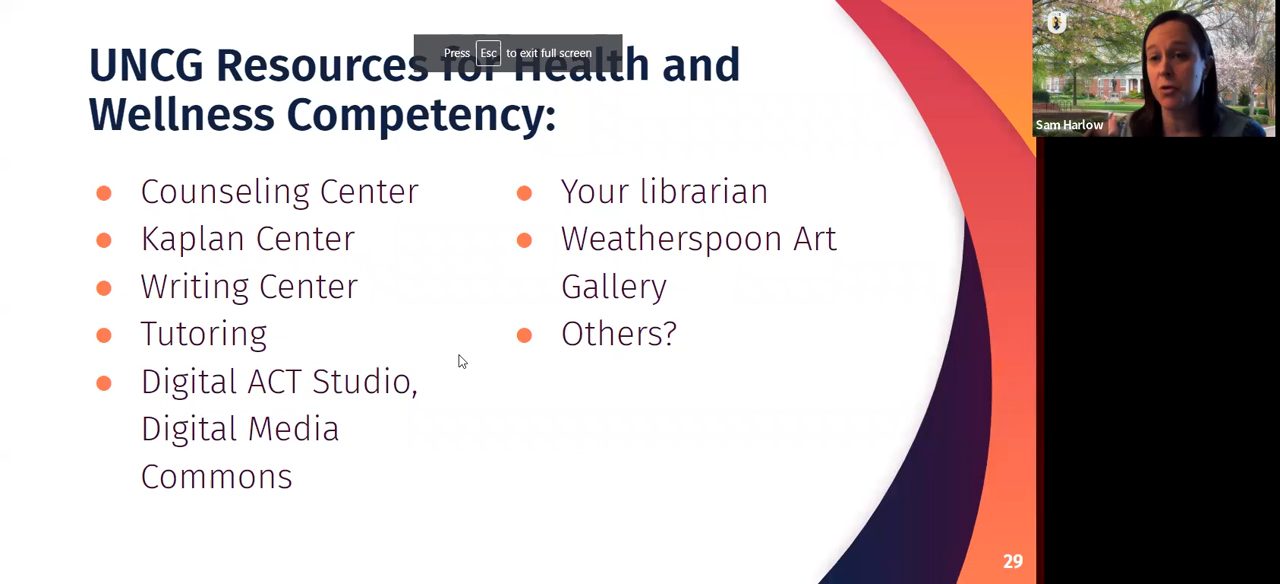 UNCG Resources for Health and
Wellness Competency:
Press Esc to exit full screen
Counseling Center
Kaplan Center
Writing Center
Tutoring
Digital ACT Studio,
Digital Media
Commons
Your librarian
Weatherspoon Art
Gallery
Others?
29
Sam Harlow